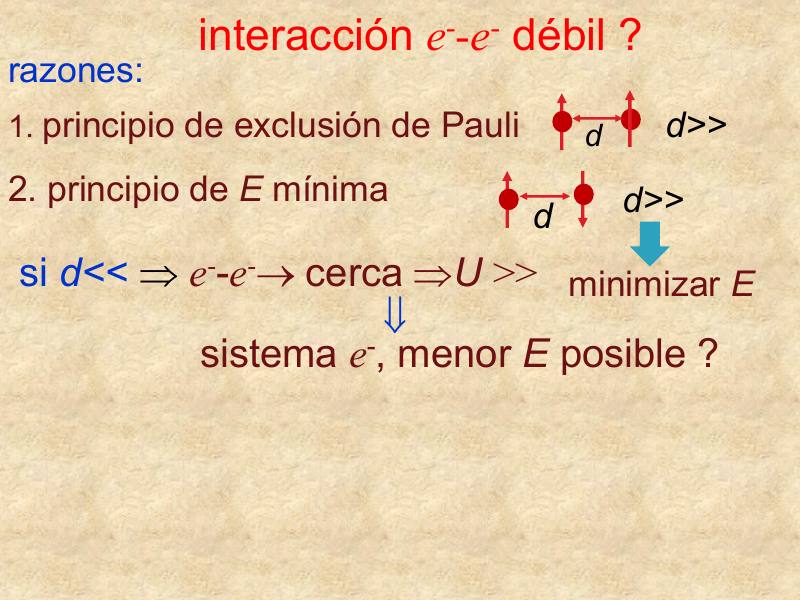 interacción e⁻-e⁻ débil ?
razones:
1. principio de exclusión de Pauli d d>>
2. principio de E mínima d d>>
si d<< ⇒ e⁻-e⁻→ cerca ⇒U >> minimizar E
⇓
sistema e⁻, menor E posible ?